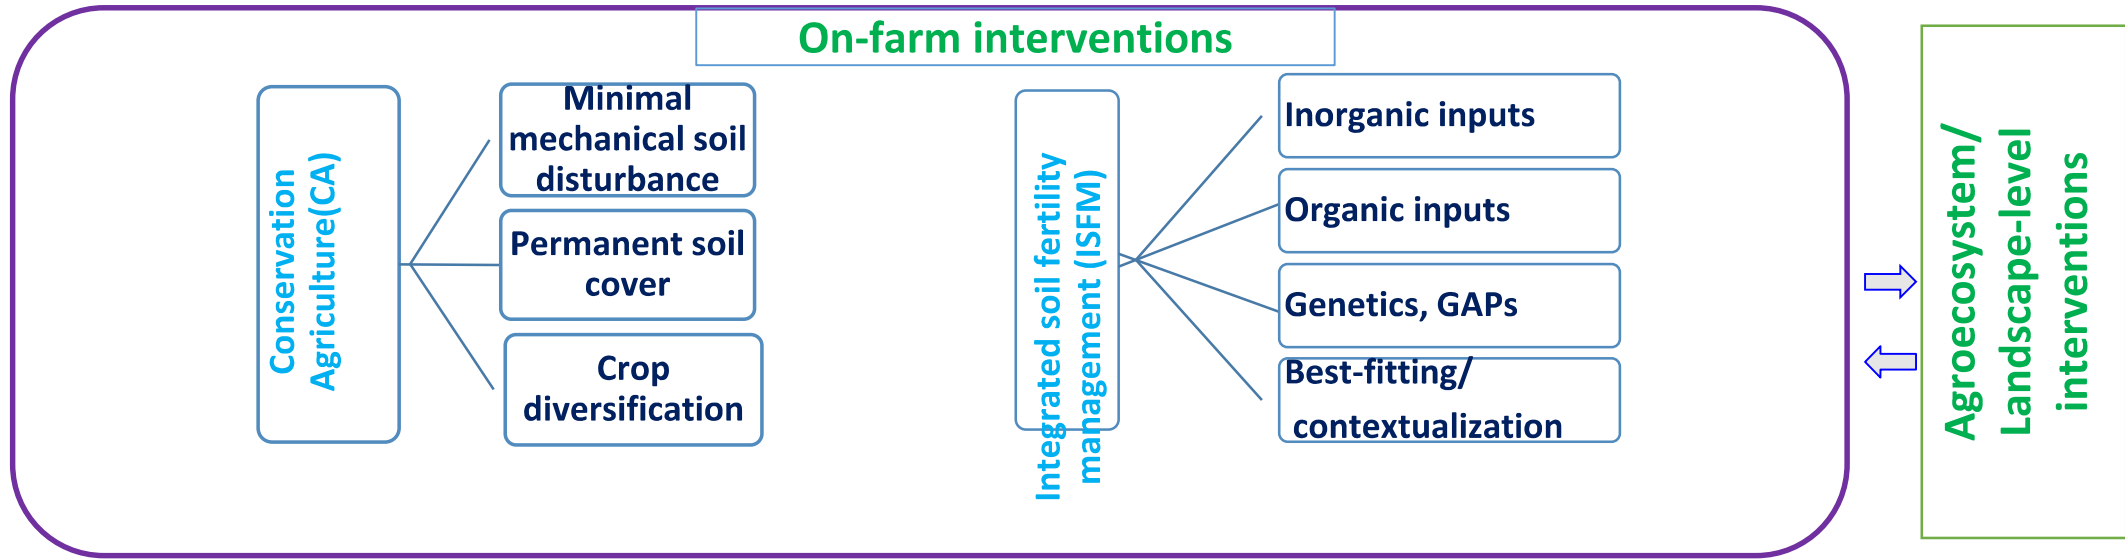 On-farm interventions
Conservation
Agriculture(CA)
Minimal
mechanical soil
disturbance
Permanent soil
cover
Crop
diversification
Integrated soil fertility
management (ISFM)
Inorganic inputs
Organic inputs
Genetics, GAPs
Best-fitting/
contextualization
Agroecosystem/
Landscape-level
interventions